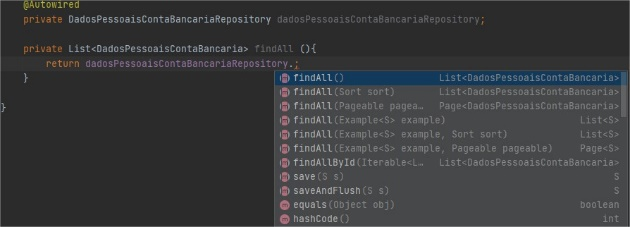 @Autowired
private DadosPessoaisContaBancariaRepository dadosPessoaisContaBancariaRepository;
private List<DadosPessoaisContaBancaria> findAll (){
return dadosPessoaisContaBancariaRepository.;
findAll() List<DadosPessoaisContaBancaria>
findAll(Sort sort) List<DadosPessoaisContaBancaria>
findAll(Pageable pagea… Page<DadosPessoaisContaBancaria>
findAll(Example<S> example) List<S>
findAll(Example<S> example, Sort sort) List<S>
findAll(Example<S> example, Pageable pageable) Page<S>
findAllById(Iterable<L… List<DadosPessoaisContaBancaria>
save(S s) S
saveAndFlush(S s) S
equals(Object obj) boolean
hashCode() int
}
}